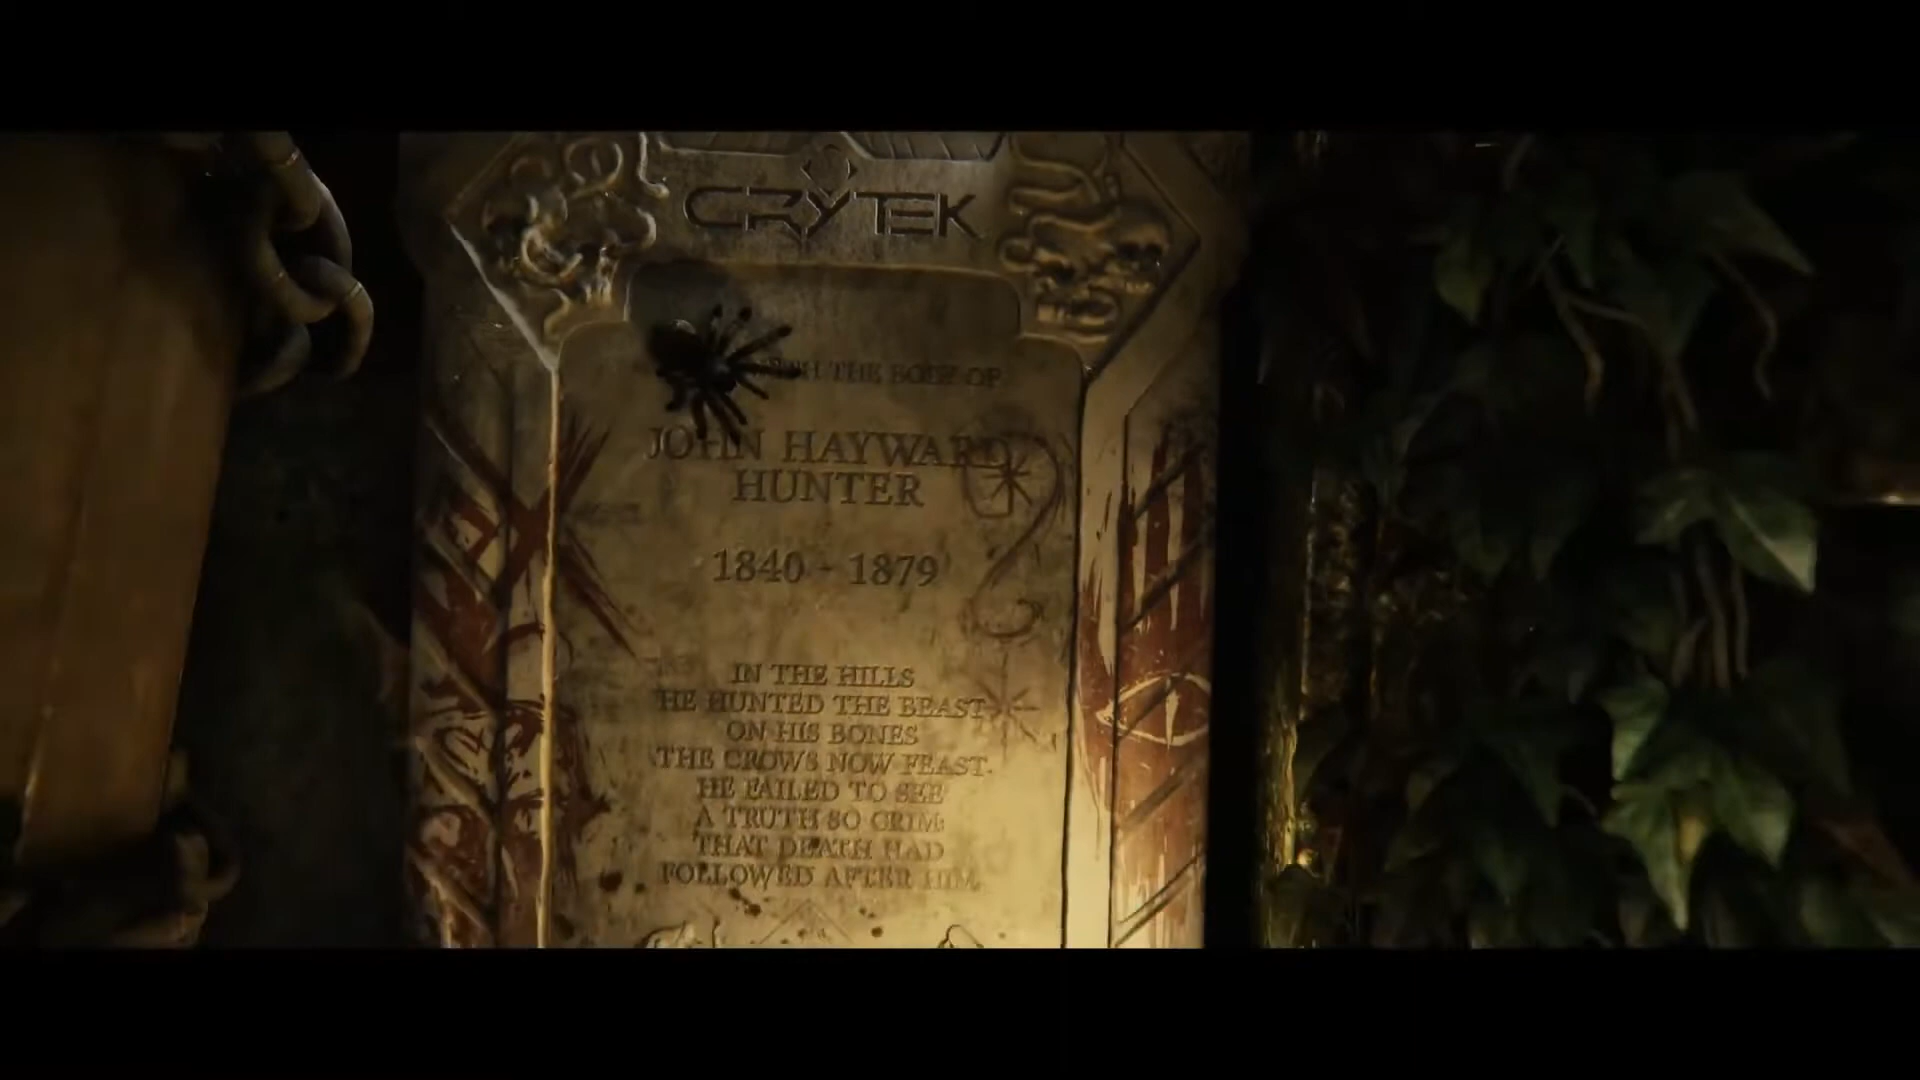 CRYTEK
THE BODY OF
JOHN HAYWARD
HUNTER
1840 - 1879
IN THE HILLS
HE HUNTED THE BEAST
ON HIS BONES
THE CROWS NOW FEAST.
HE FAILED TO SEE
A TRUTH SO GRIM
THAT DEATH HAD
FOLLOWED AFTER HIM.